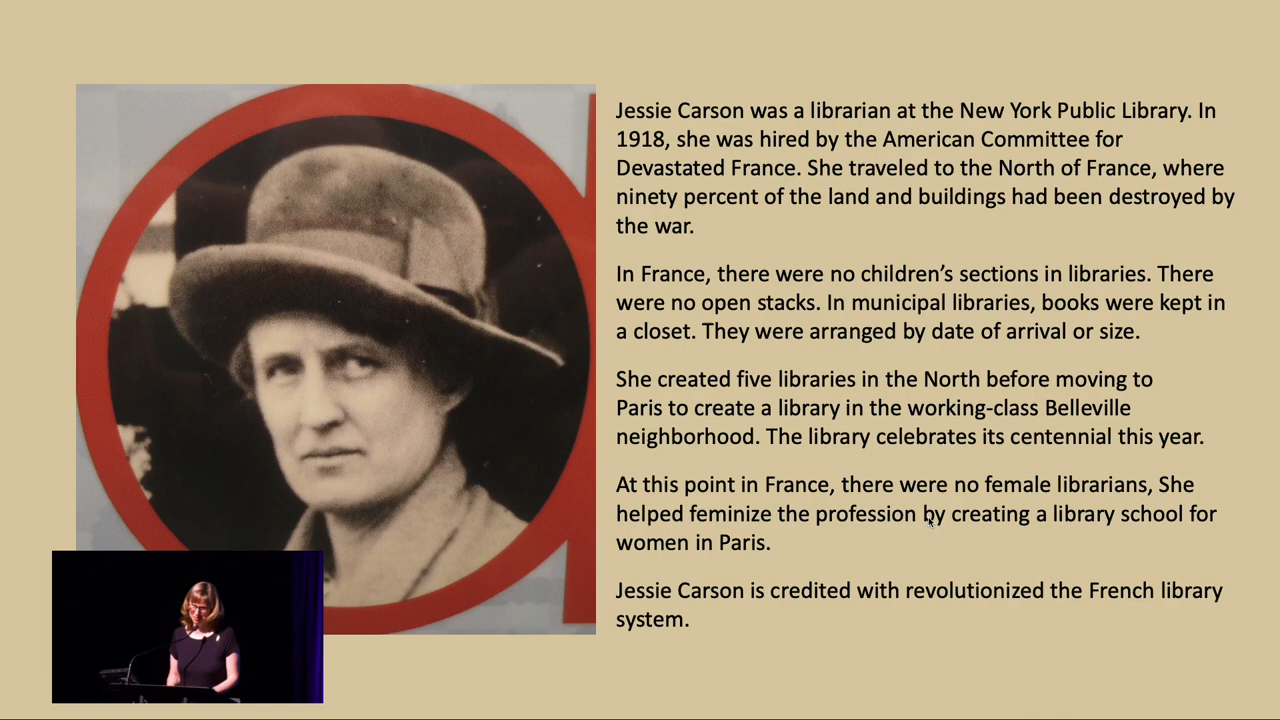 Jessie Carson was a librarian at the New York Public Library. In
1918, she was hired by the American Committee for
Devastated France. She traveled to the North of France, where
ninety percent of the land and buildings had been destroyed by
the war.
In France, there were no children’s sections in libraries. There
were no open stacks. In municipal libraries, books were kept in
a closet. They were arranged by date of arrival or size.
She created five libraries in the North before moving to
Paris to create a library in the working-class Belleville
neighborhood. The library celebrates its centennial this year.
At this point in France, there were no female librarians, She
helped feminize the profession by creating a library school for
women in Paris.
Jessie Carson is credited with revolutionized the French library
system.